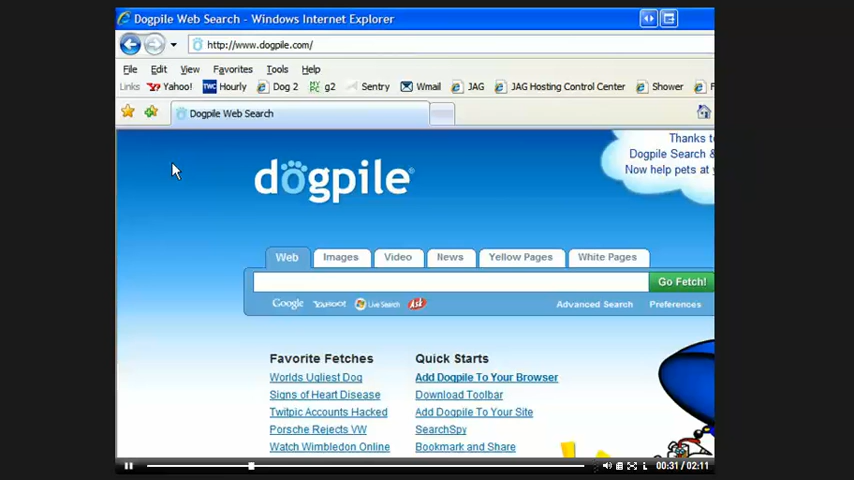 Dogpile Web Search - Windows Internet Explorer
http://www.dogpile.com/
File Edit View Favorites Tools Help
Links Yahoo! TWC Hourly Dog 2 NYPC g2 Sentry Wmail JAG JAG Hosting Control Center Shower
Dogpile Web Search
Thanks to
Dogpile Search &
Now help pets at
dogpile
Web Images Video News Yellow Pages White Pages
Go Fetch!
Google YAHOO! Live Search Ask Advanced Search Preferences
Favorite Fetches Quick Starts
Worlds Ugliest Dog Add Dogpile To Your Browser
Signs of Heart Disease Download Toolbar
Twitpic Accounts Hacked Add Dogpile To Your Site
Porsche Rejects VW SearchSpy
Watch Wimbledon Online Bookmark and Share
00:31 / 02:11